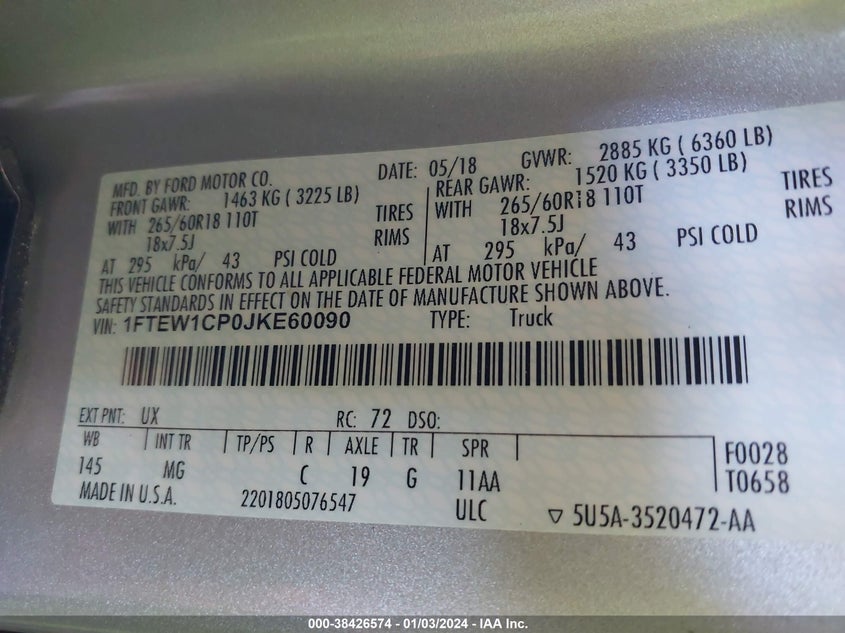 MFD. BY FORD MOTOR CO. DATE: 05/18 GVWR: 2885 KG ( 6360 LB)
FRONT GAWR: 1463 KG ( 3225 LB) REAR GAWR: 1520 KG ( 3350 LB)
WITH 265/60R18 110T TIRES WITH 265/60R18 110T TIRES
18x7.5J RIMS 18x7.5J RIMS
AT 295 kPa/ 43 PSI COLD AT 295 kPa/ 43 PSI COLD
THIS VEHICLE CONFORMS TO ALL APPLICABLE FEDERAL MOTOR VEHICLE
SAFETY STANDARDS IN EFFECT ON THE DATE OF MANUFACTURE SHOWN ABOVE.
VIN: 1FTEW1CP0JKE60090 TYPE: Truck
EXT PNT: UX RC: 72 DSO:
WB INT TR TP/PS R AXLE TR SPR F0028
145 MG C 19 G 11AA T0658
MADE IN U.S.A. 2201805076547 ULC ▽ 5U5A-3520472-AA
000-38426574 - 01/03/2024 - IAA Inc.